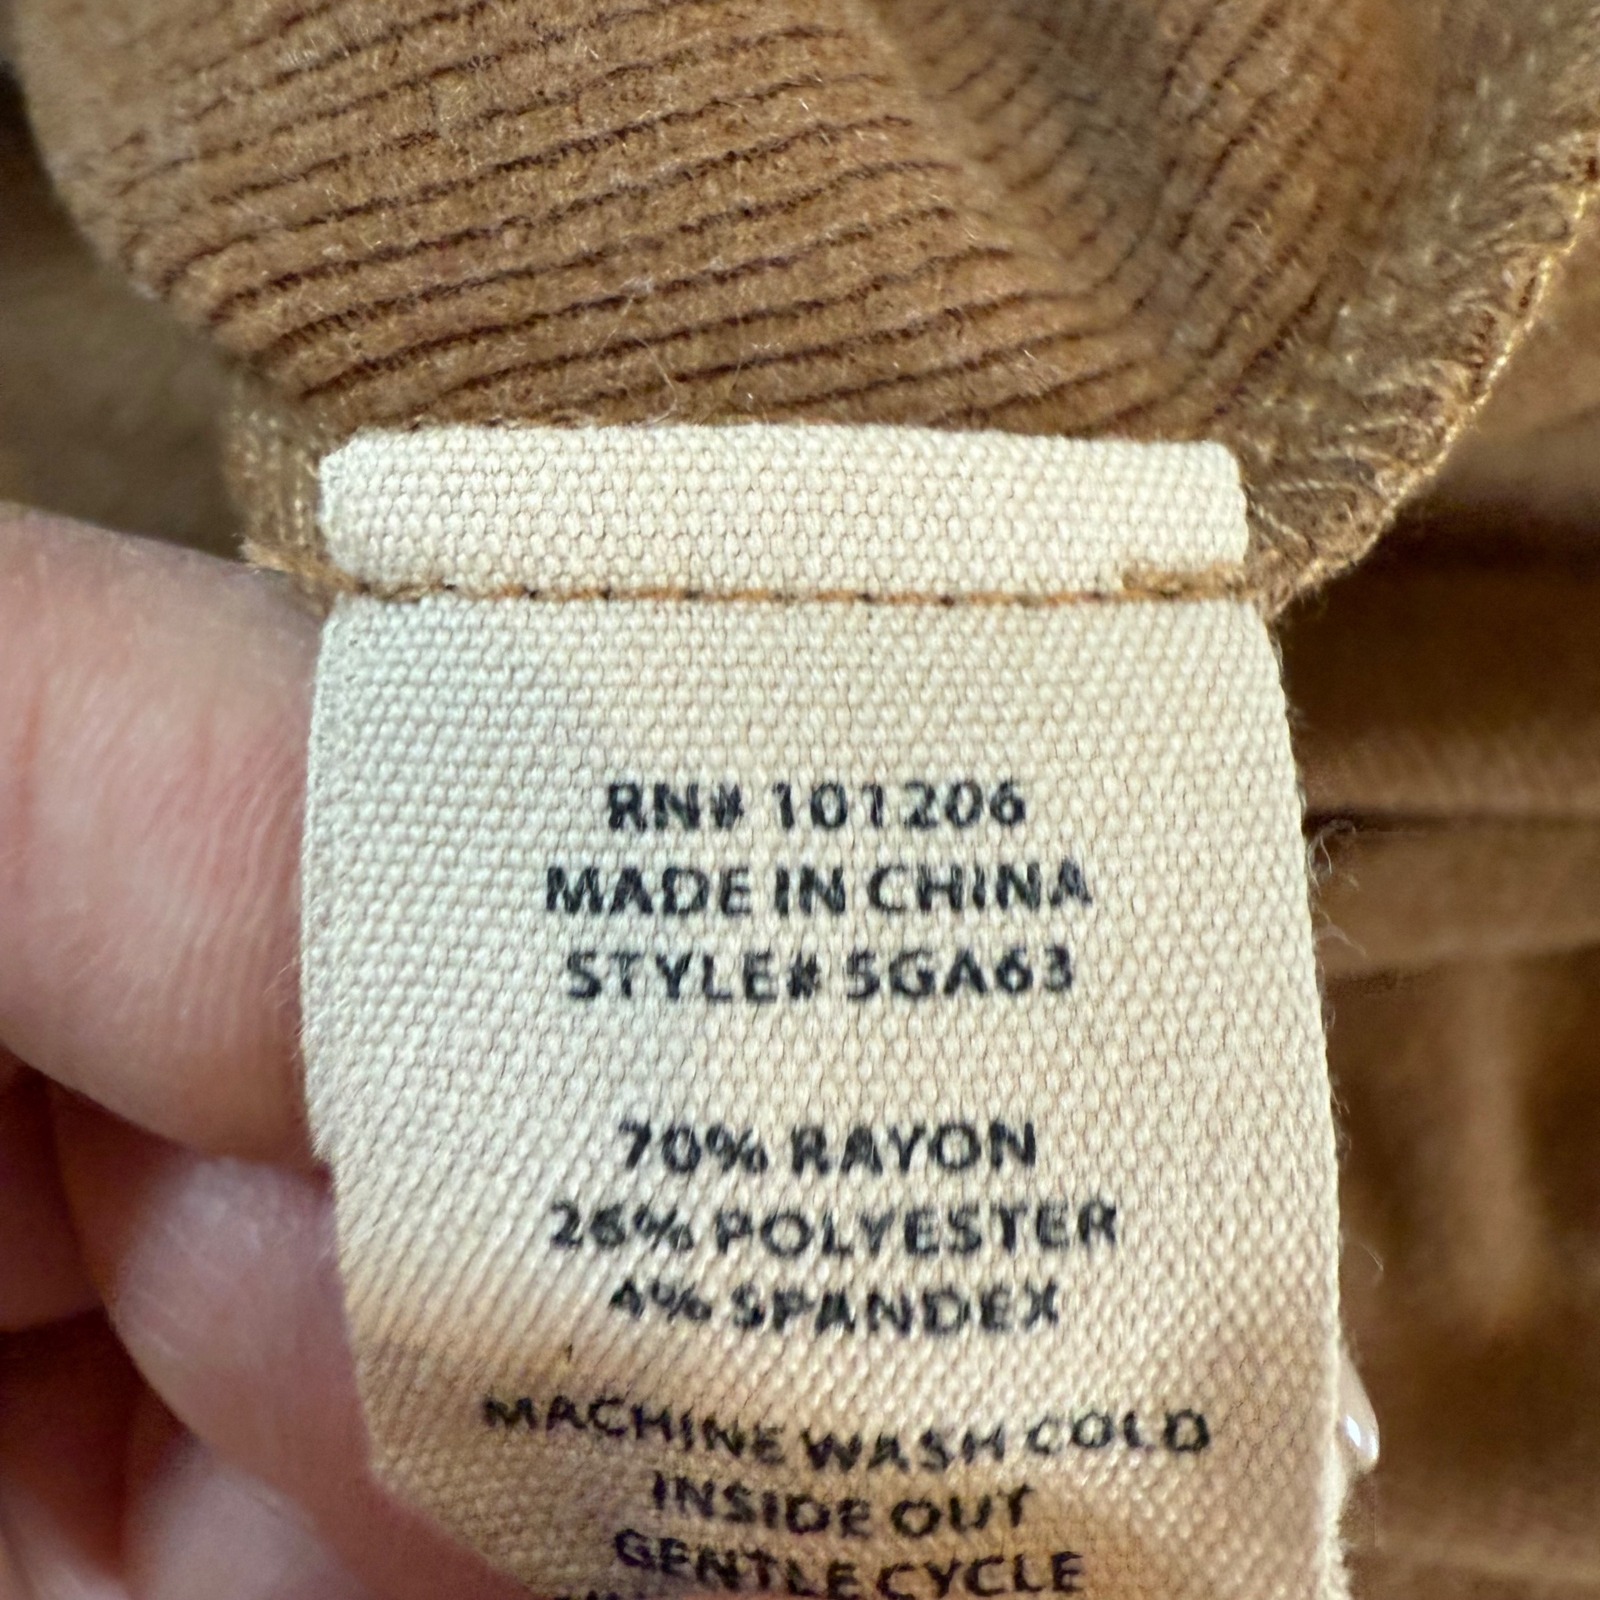 RN# 101206
MADE IN CHINA
STYLE# 5GA63
70% RAYON
26% POLYESTER
4% SPANDEX
MACHINE WASH COLD
INSIDE OUT
GENTLE CYCLE